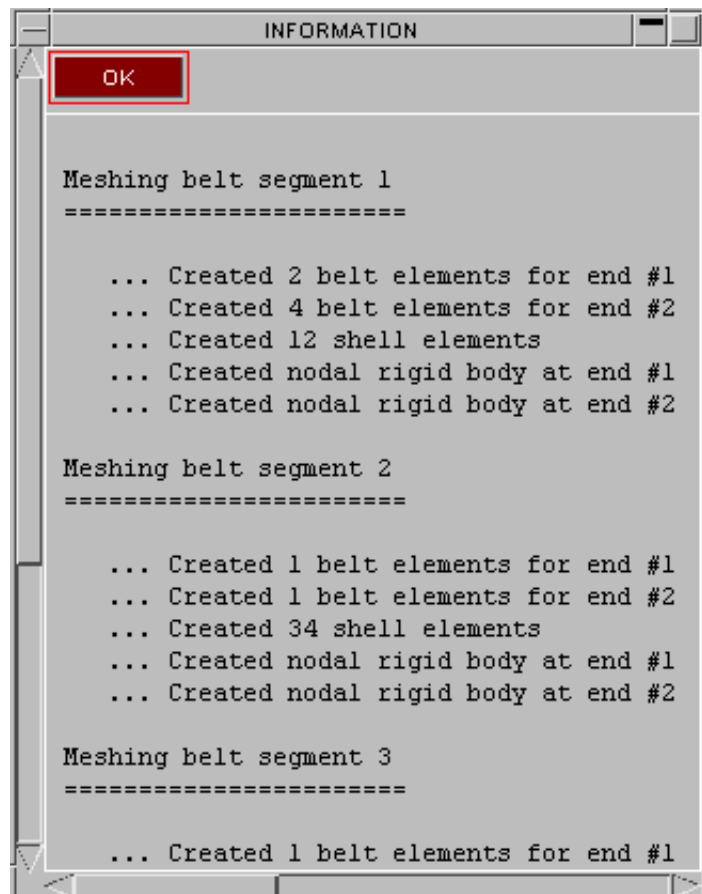 INFORMATION
OK
Meshing belt segment 1
=======================
... Created 2 belt elements for end #1
... Created 4 belt elements for end #2
... Created 12 shell elements
... Created nodal rigid body at end #1
... Created nodal rigid body at end #2
Meshing belt segment 2
=======================
... Created 1 belt elements for end #1
... Created 1 belt elements for end #2
... Created 34 shell elements
... Created nodal rigid body at end #1
... Created nodal rigid body at end #2
Meshing belt segment 3
=======================
... Created 1 belt elements for end #1